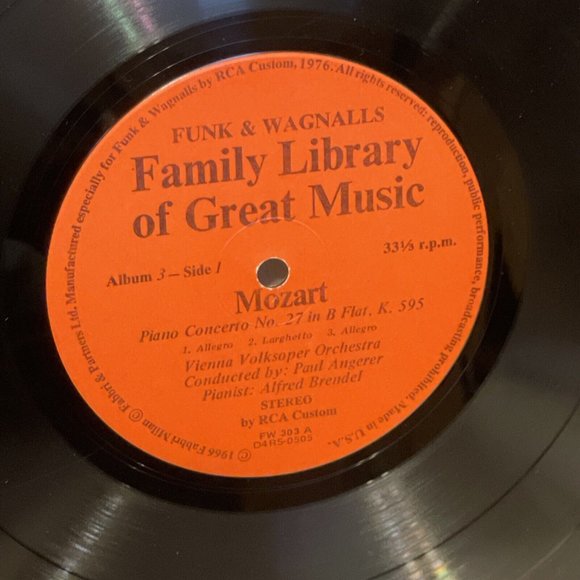 © 1966 Fabbri Milan © Fabbri & Partners Ltd. Manufactured especially for Funk & Wagnalls by RCA Custom, 1976. All rights reserved: reproduction, public performance, broadcasting prohibited. Made in U.S.A.
FUNK & WAGNALLS
Family Library
of Great Music
33⅓ r.p.m.
Album 3 – Side 1
Mozart
Piano Concerto No. 27 in B Flat, K. 595
1. Allegro 2. Larghetto 3. Allegro
Vienna Volksoper Orchestra
Conducted by: Paul Angerer
Pianist: Alfred Brendel
STEREO
by RCA Custom
FW 303 A
D4RS-0505